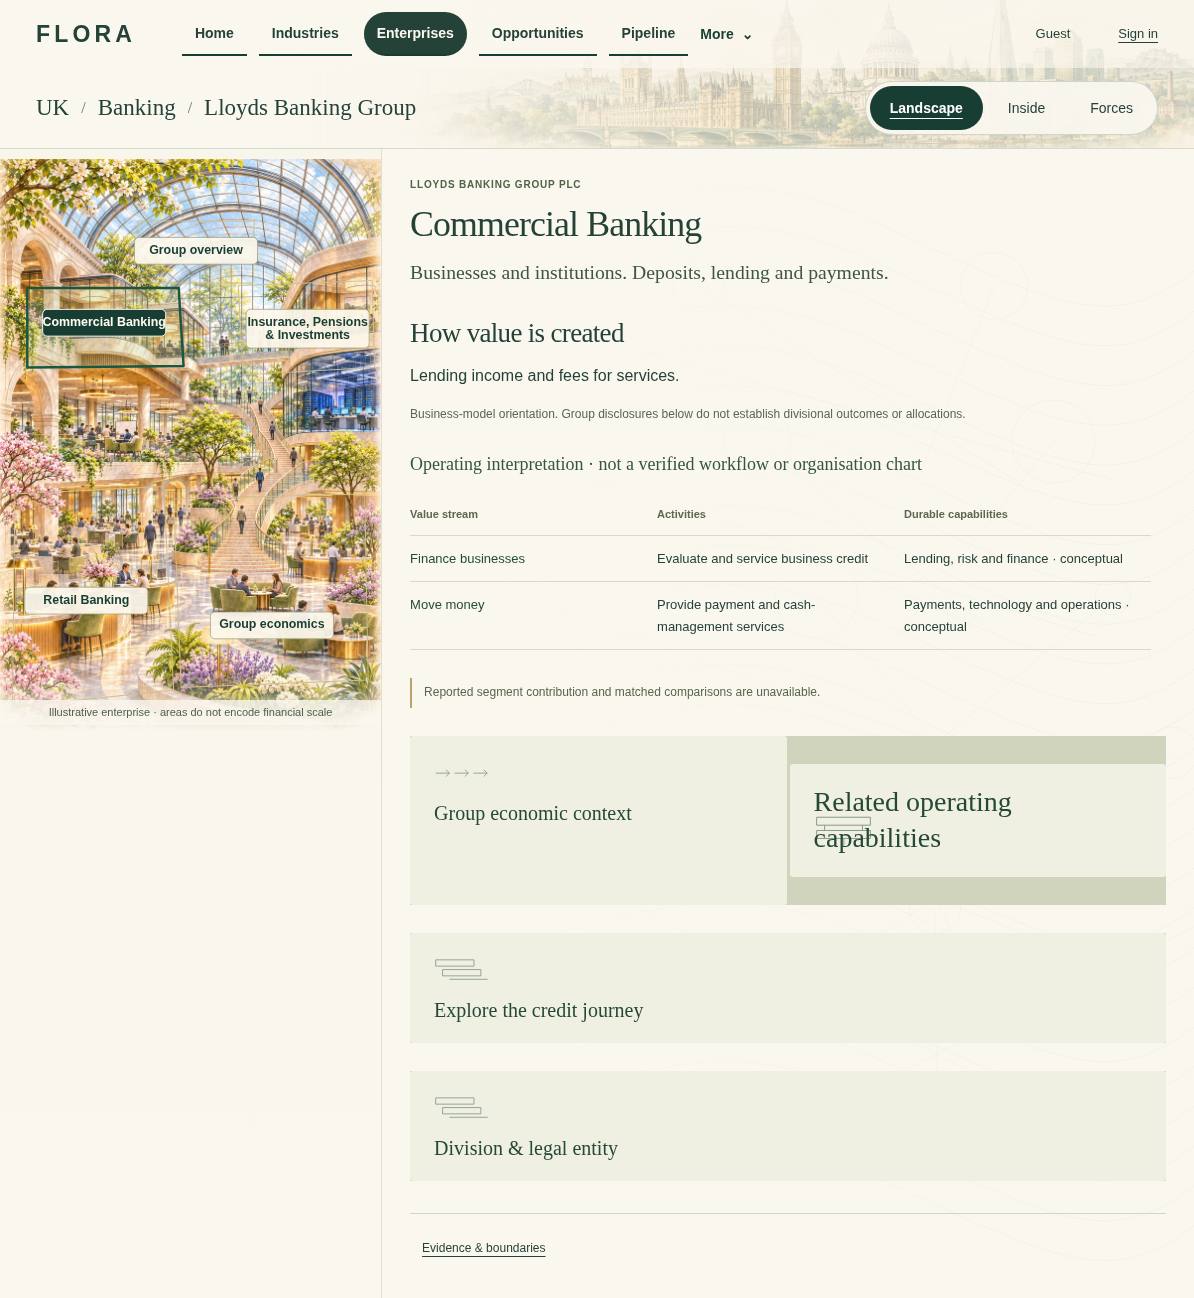 FLORA
Home
Industries
Enterprises
Opportunities
Pipeline
More
Guest
Sign in
UK / Banking / Lloyds Banking Group
Landscape
Inside
Forces
Group overview
Commercial Banking
Insurance, Pensions
& Investments
Retail Banking
Group economics
Illustrative enterprise · areas do not encode financial scale
LLOYDS BANKING GROUP PLC
Commercial Banking
Businesses and institutions. Deposits, lending and payments.
How value is created
Lending income and fees for services.
Business-model orientation. Group disclosures below do not establish divisional outcomes or allocations.
Operating interpretation · not a verified workflow or organisation chart
Value stream Activities Durable capabilities
Finance businesses Evaluate and service business credit Lending, risk and finance · conceptual
Move money Provide payment and cash- Payments, technology and operations ·
management services conceptual
Reported segment contribution and matched comparisons are unavailable.
Group economic context
Related operating
capabilities
Explore the credit journey
Division & legal entity
Evidence & boundaries